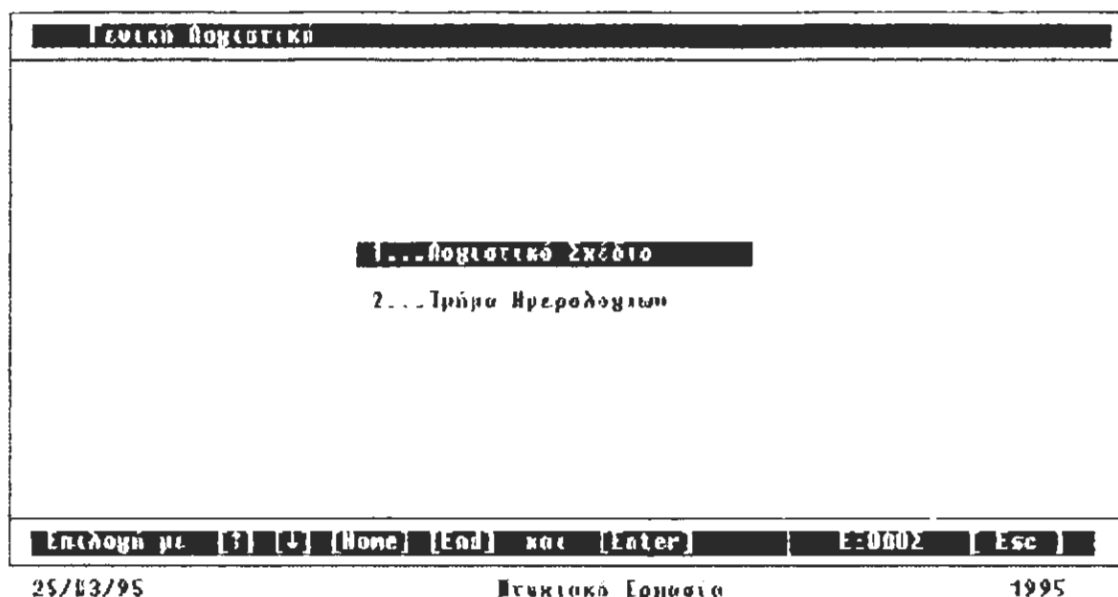 Γενική Λογιστική
1...Λογιστικό Σχέδιο
2...Τμήμα Ημερολογίων
Επιλογή με [↑] [↓] [Home] [End] και [Enter] ΕΞΟΔΟΣ [ Esc ]
25/03/95 Πτυχιακή Εργασία 1995